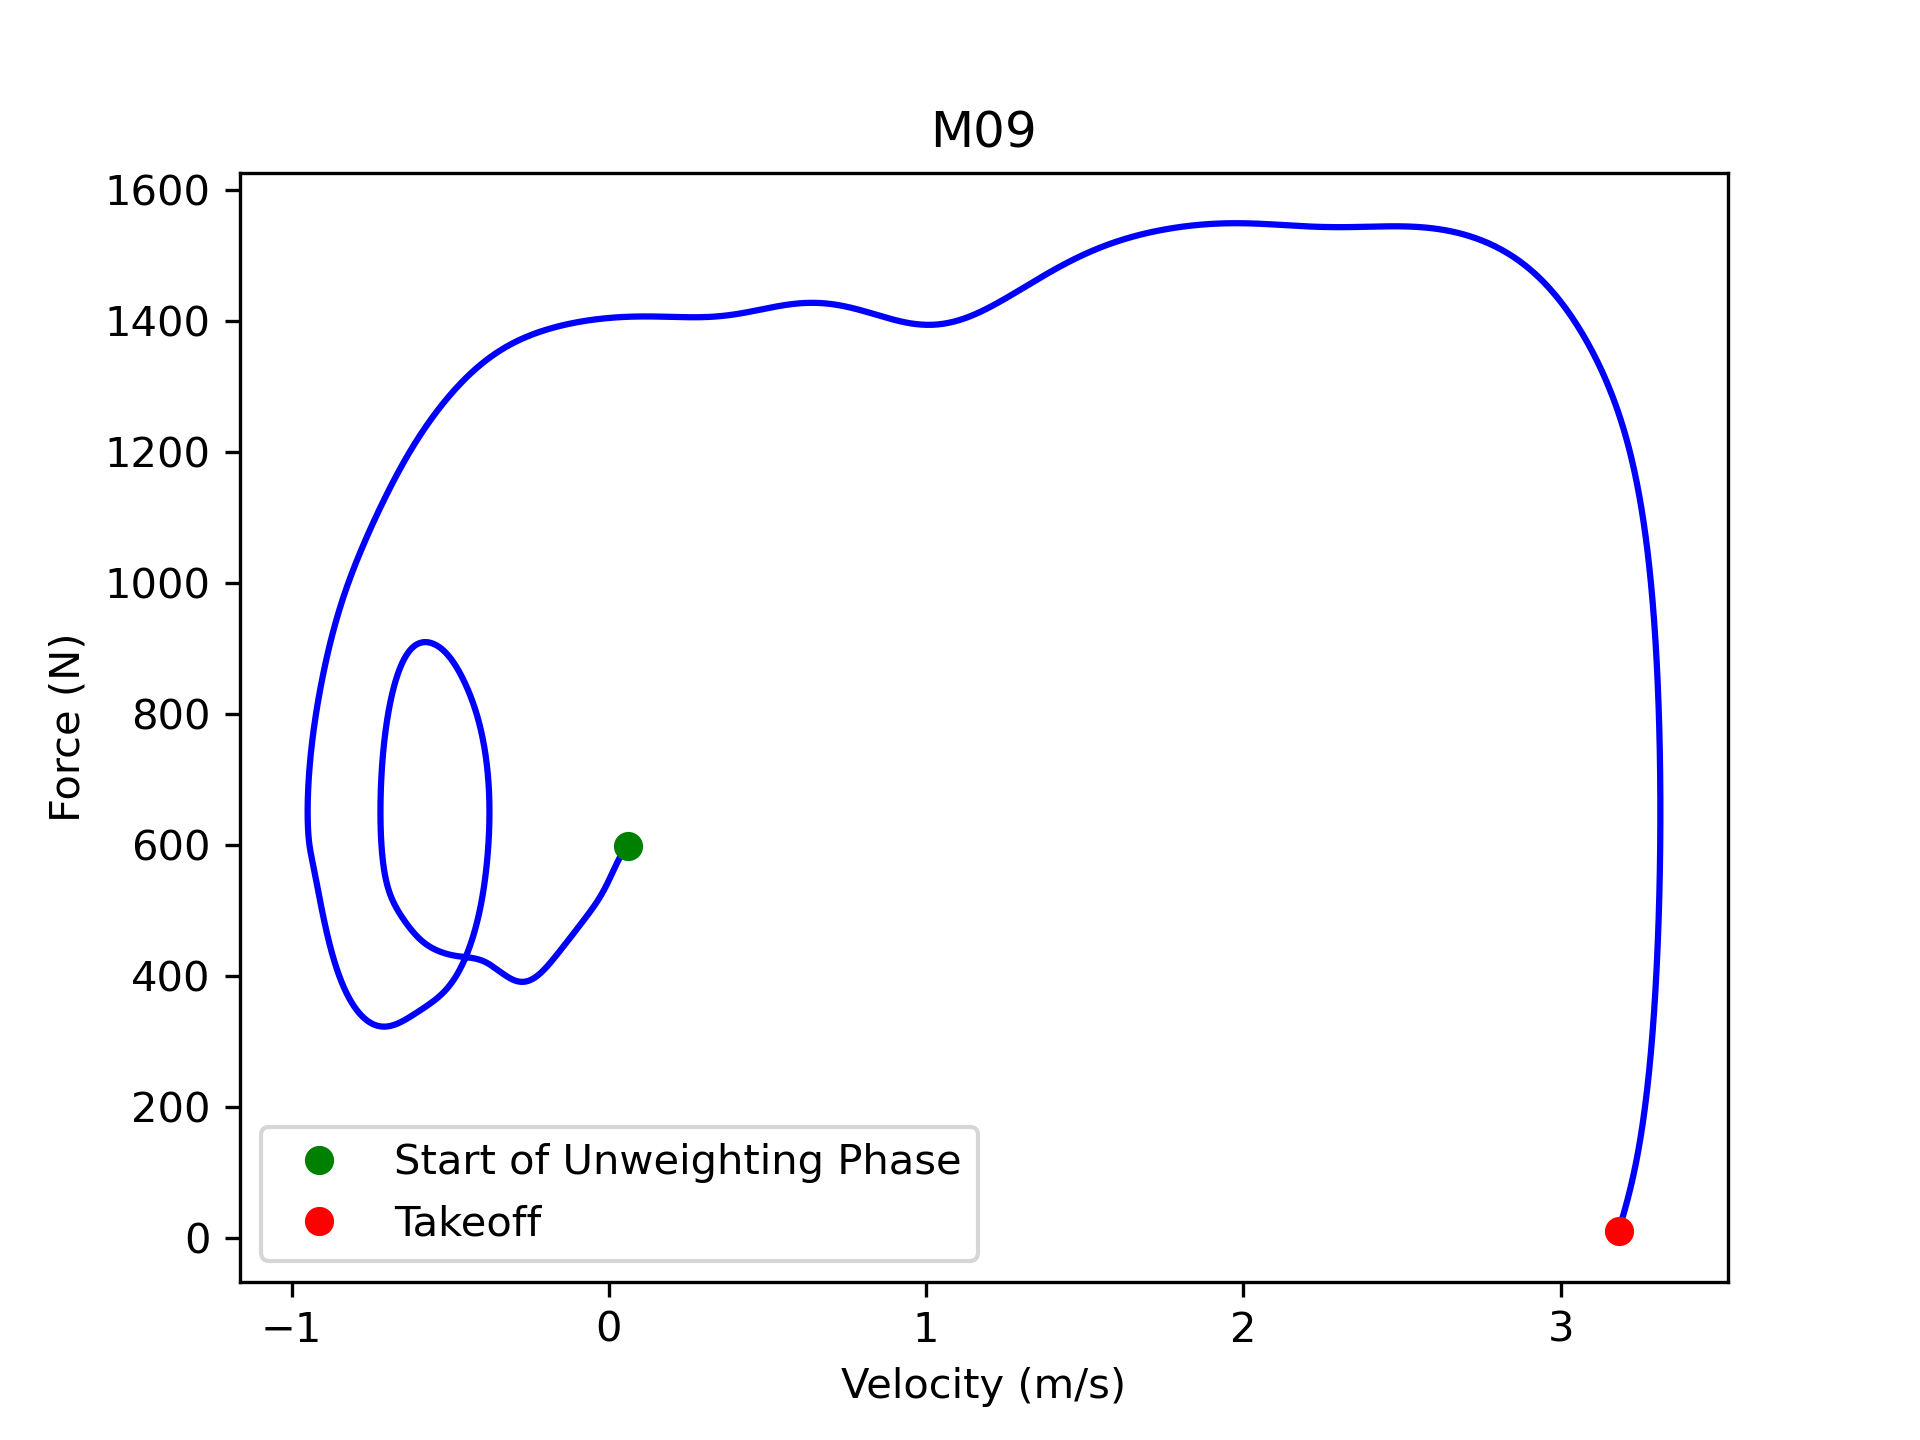 M09
1600
1400
1200
1000
800
600
400
200
0
Force (N)
Start of Unweighting Phase
Takeoff
−1 0 1 2 3
Velocity (m/s)